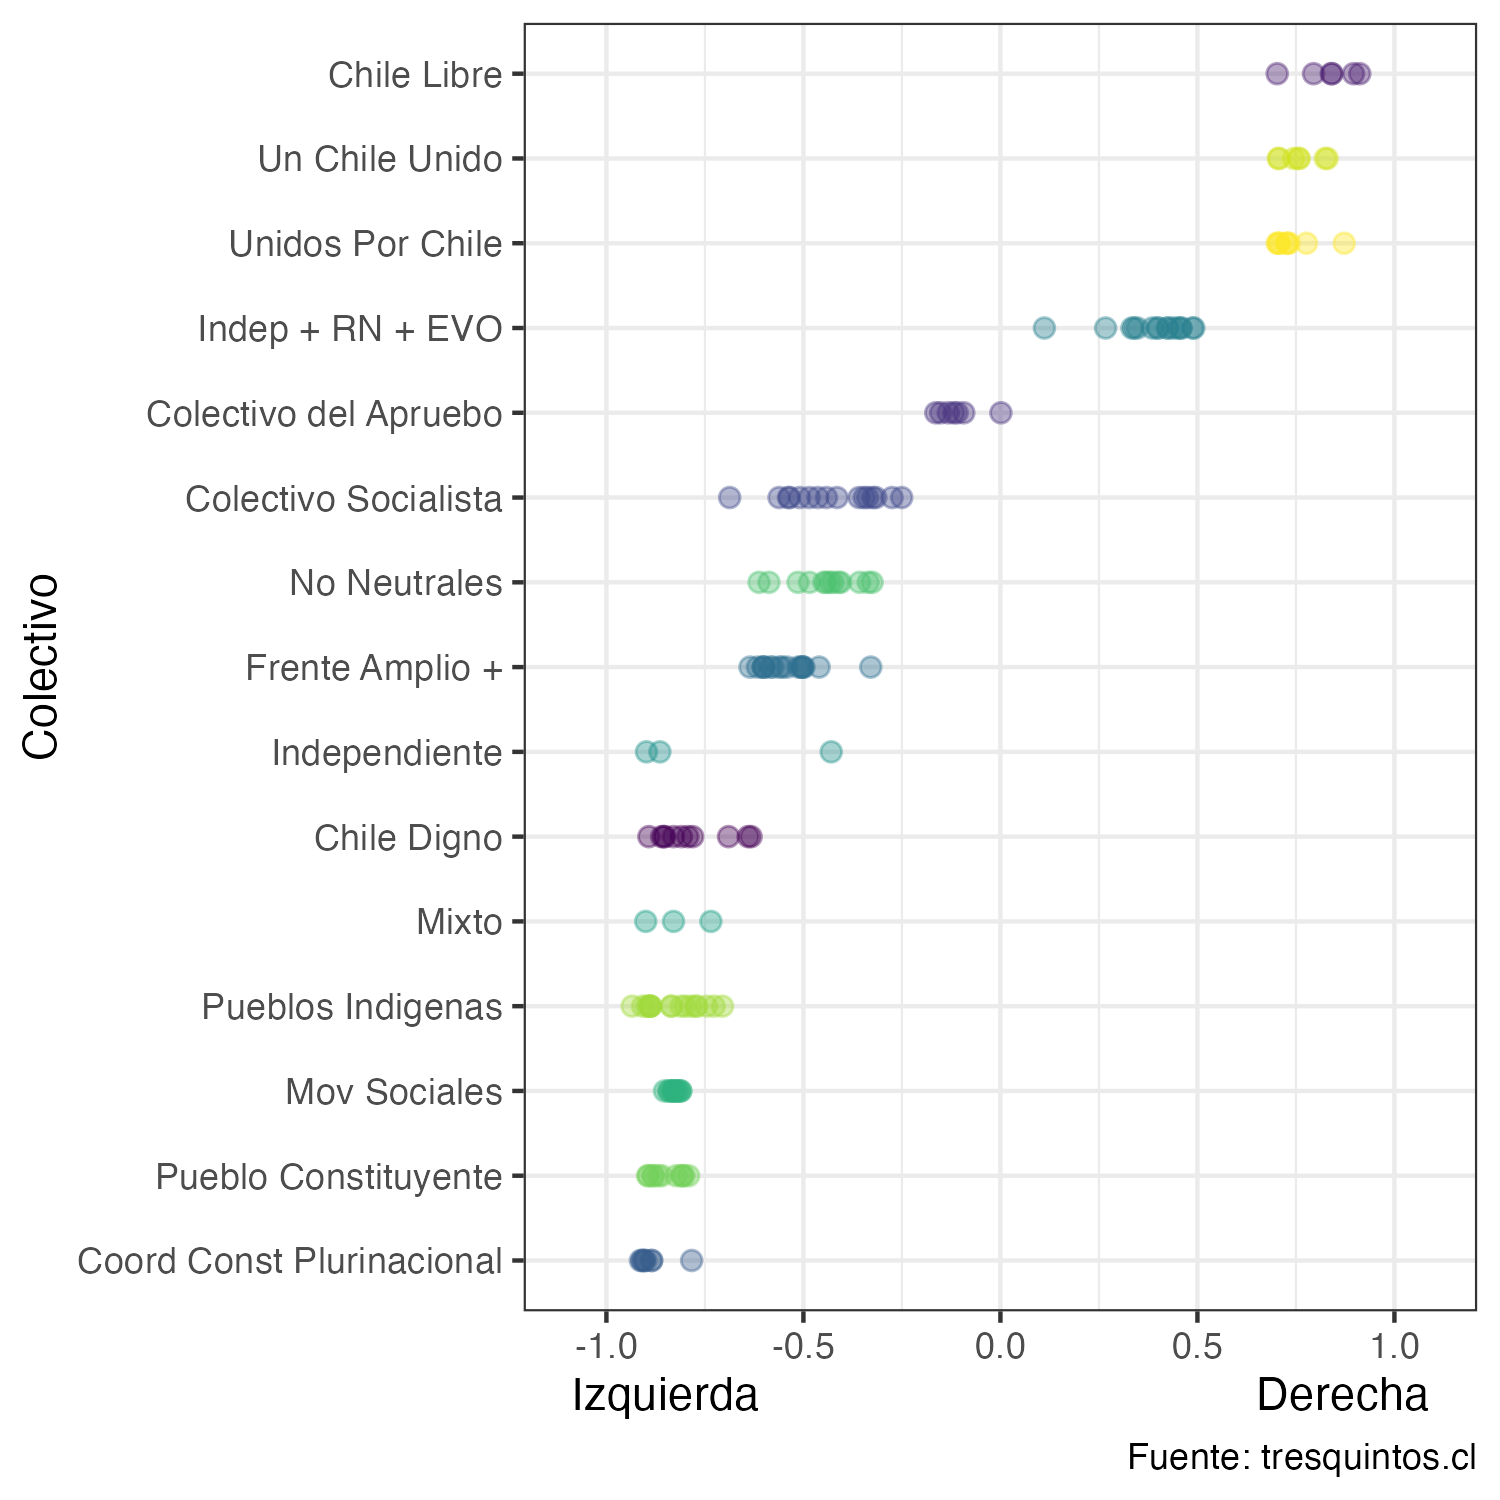 Chile Libre
Un Chile Unido
Unidos Por Chile
Indep + RN + EVO
Colectivo del Apruebo
Colectivo Socialista
No Neutrales
Frente Amplio +
Independiente
Chile Digno
Mixto
Pueblos Indigenas
Mov Sociales
Pueblo Constituyente
Coord Const Plurinacional
Colectivo
-1.0 -0.5 0.0 0.5 1.0
Izquierda Derecha
Fuente: tresquintos.cl